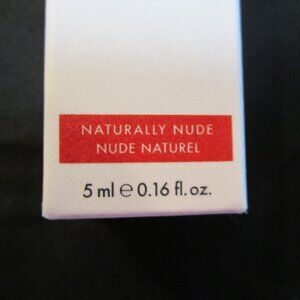 NATURALLY NUDE
NUDE NATUREL
5 ml ℮ 0.16 fl. oz.